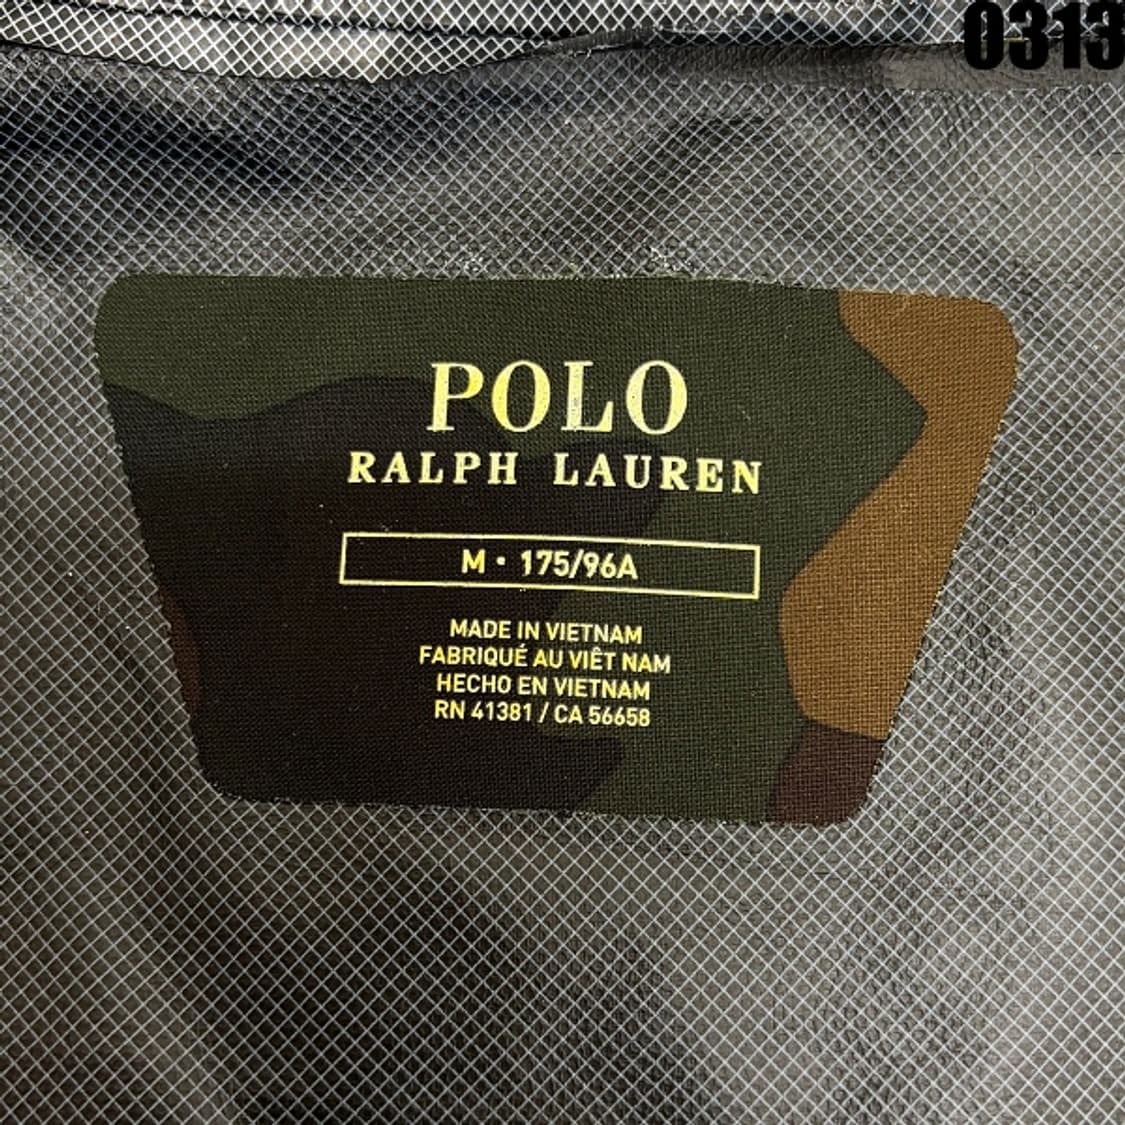 0313
POLO
RALPH LAUREN
M • 175/96A
MADE IN VIETNAM
FABRIQUÉ AU VIÊT NAM
HECHO EN VIETNAM
RN 41381 / CA 56658